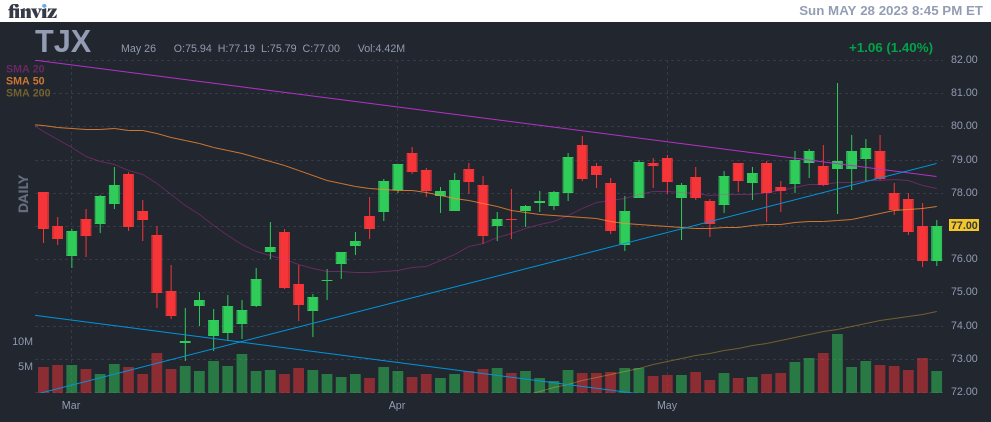 finviz
Sun MAY 28 2023 8:45 PM ET
TJX
May 26 O:75.94 H:77.19 L:75.79 C:77.00 Vol:4.42M
+1.06 (1.40%)
SMA 20
SMA 50
SMA 200
DAILY
82.00
81.00
80.00
79.00
78.00
77.00
76.00
75.00
74.00
73.00
72.00
10M
5M
Mar
Apr
May